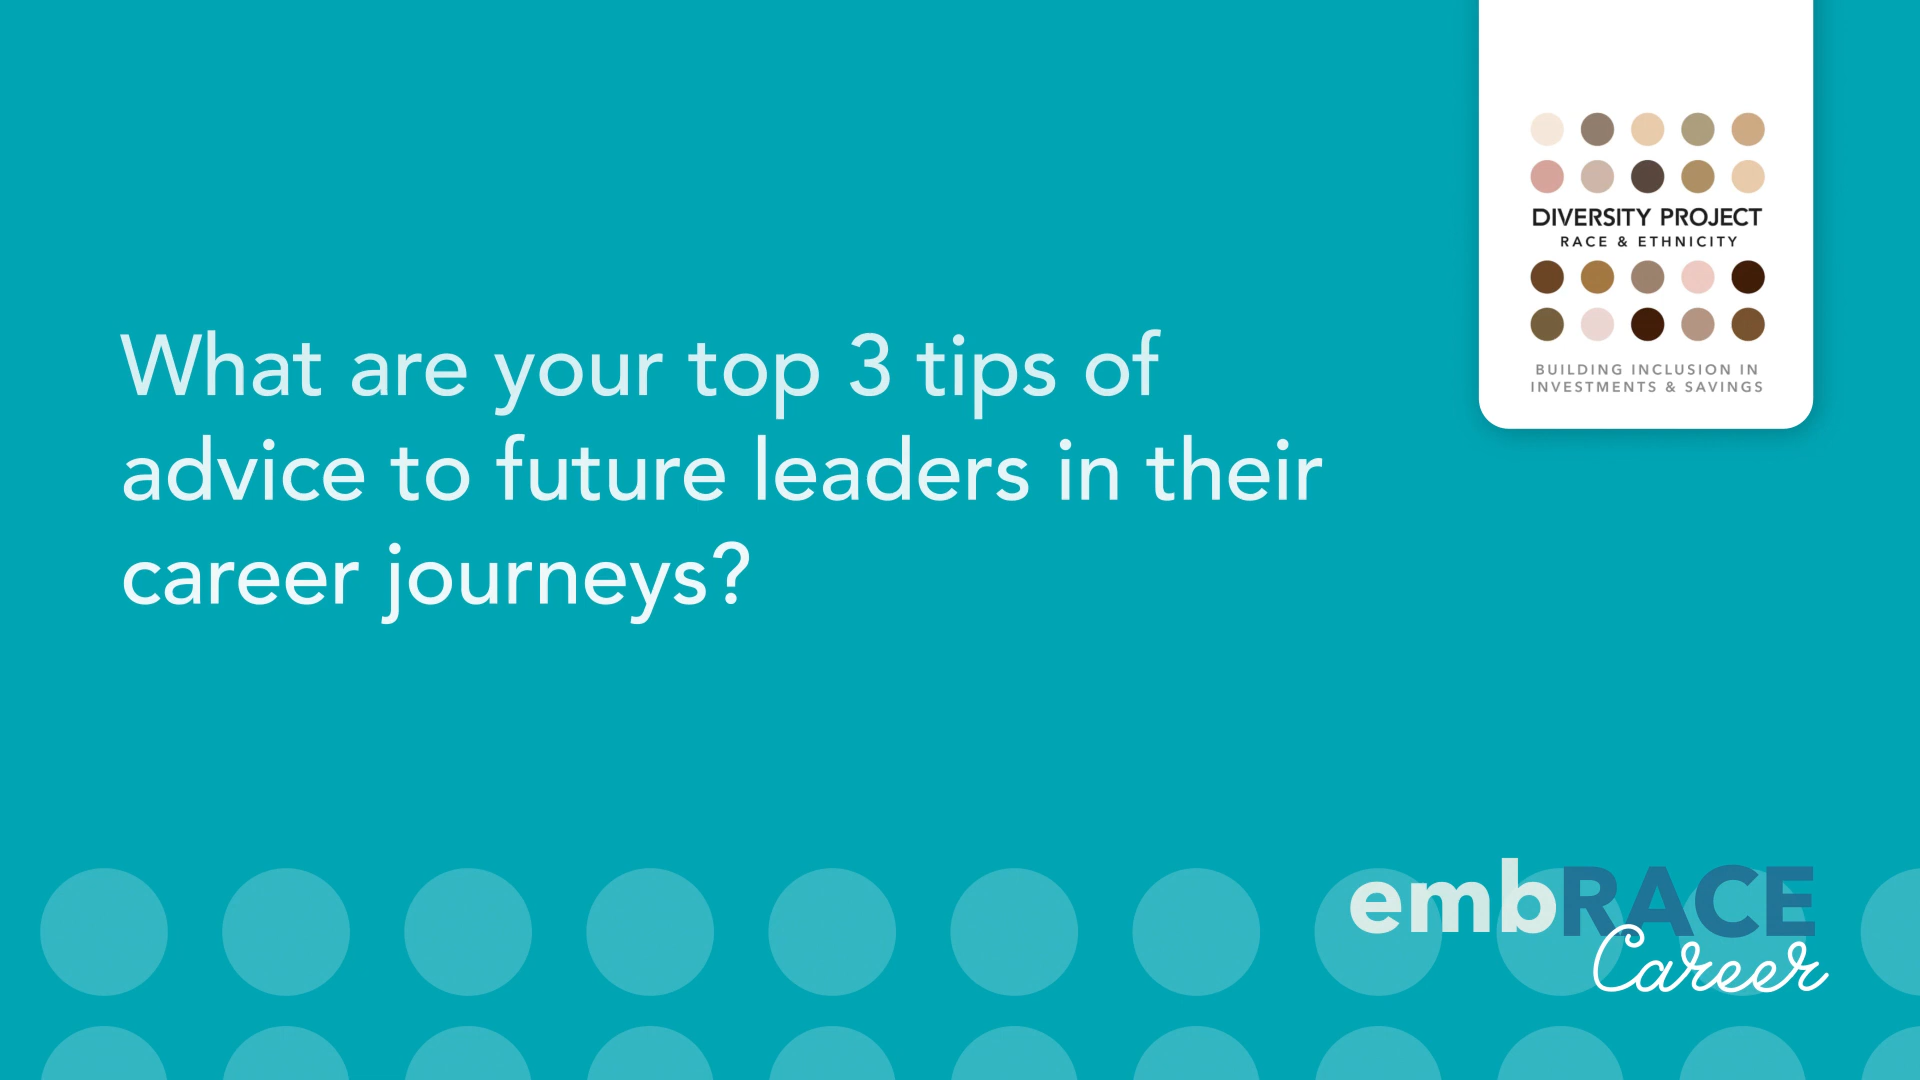 What are your top 3 tips of
advice to future leaders in their
career journeys?
DIVERSITY PROJECT
RACE & ETHNICITY
BUILDING INCLUSION IN
INVESTMENTS & SAVINGS
embRACE
Career